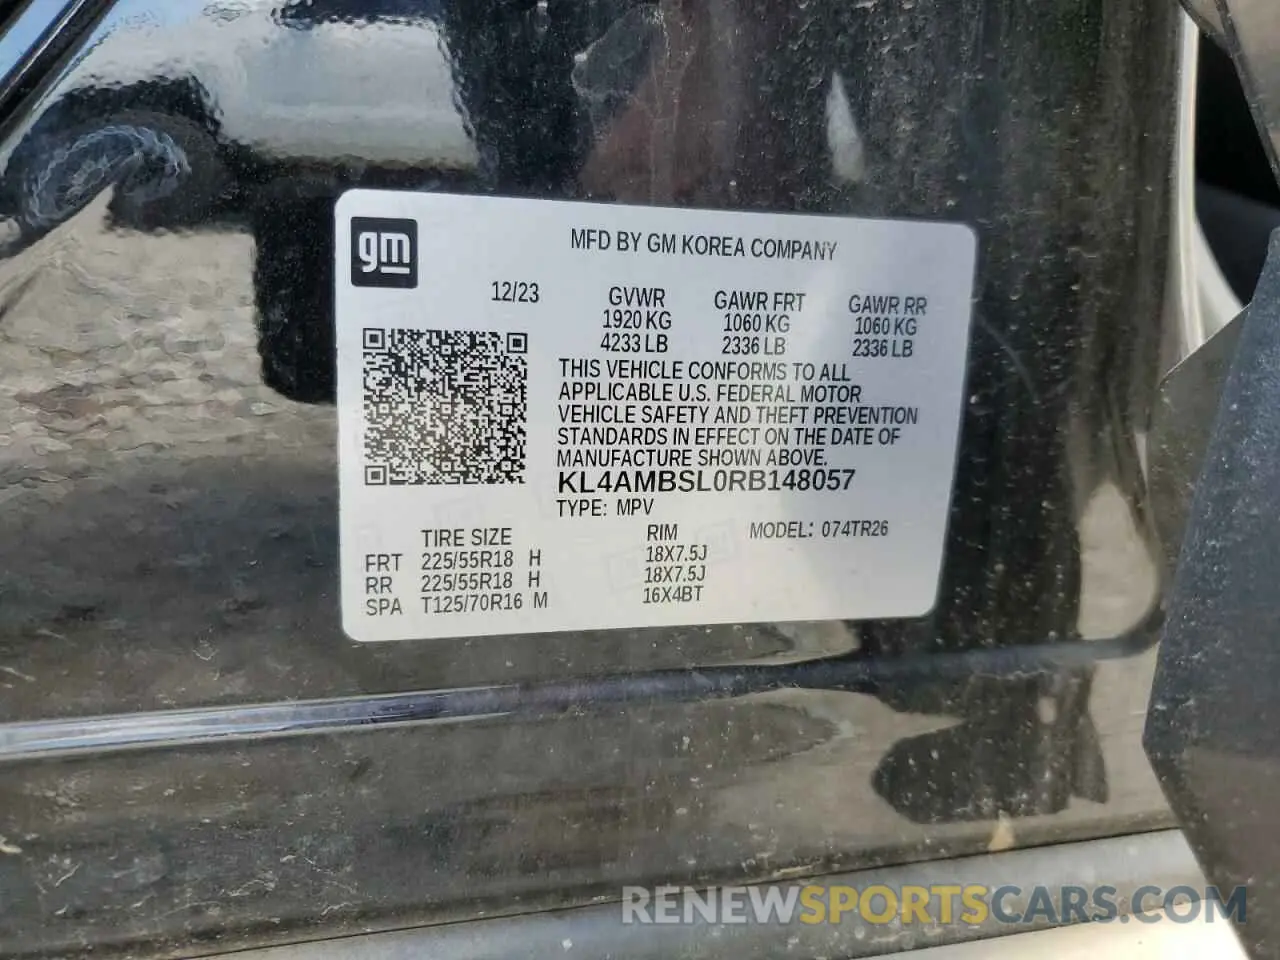 gm
MFD BY GM KOREA COMPANY
12/23 GVWR GAWR FRT GAWR RR
1920 KG 1060 KG 1060 KG
4233 LB 2336 LB 2336 LB
THIS VEHICLE CONFORMS TO ALL
APPLICABLE U.S. FEDERAL MOTOR
VEHICLE SAFETY AND THEFT PREVENTION
STANDARDS IN EFFECT ON THE DATE OF
MANUFACTURE SHOWN ABOVE.
KL4AMBSL0RB148057
TYPE: MPV
TIRE SIZE RIM MODEL: 074TR26
FRT 225/55R18 H 18X7.5J
RR 225/55R18 H 18X7.5J
SPA T125/70R16 M 16X4BT
RENEWSPORTSCARS.COM